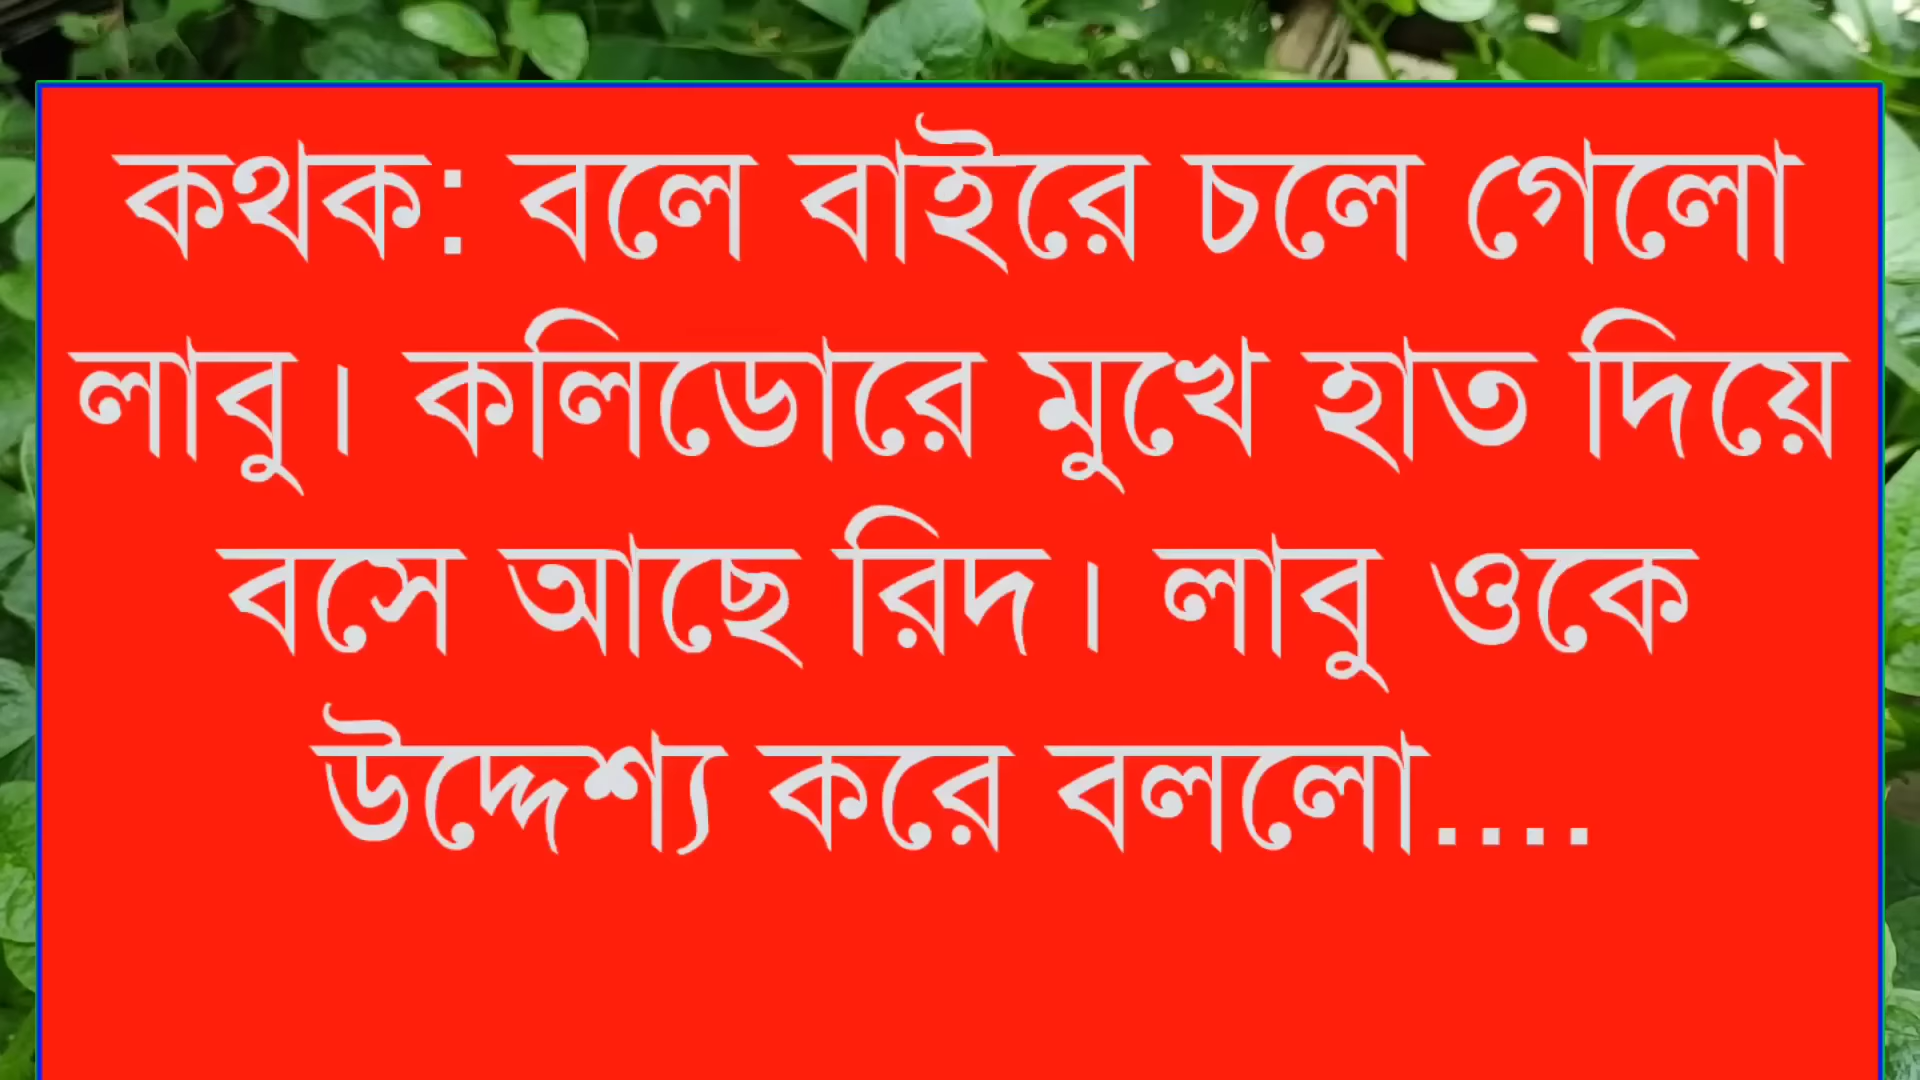 কথক: বলে বাইরে চলে গেলো
লাবু। কলিডোরে মুখে হাত দিয়ে
বসে আছে রিদ। লাবু ওকে
উদ্দেশ্য করে বললো....